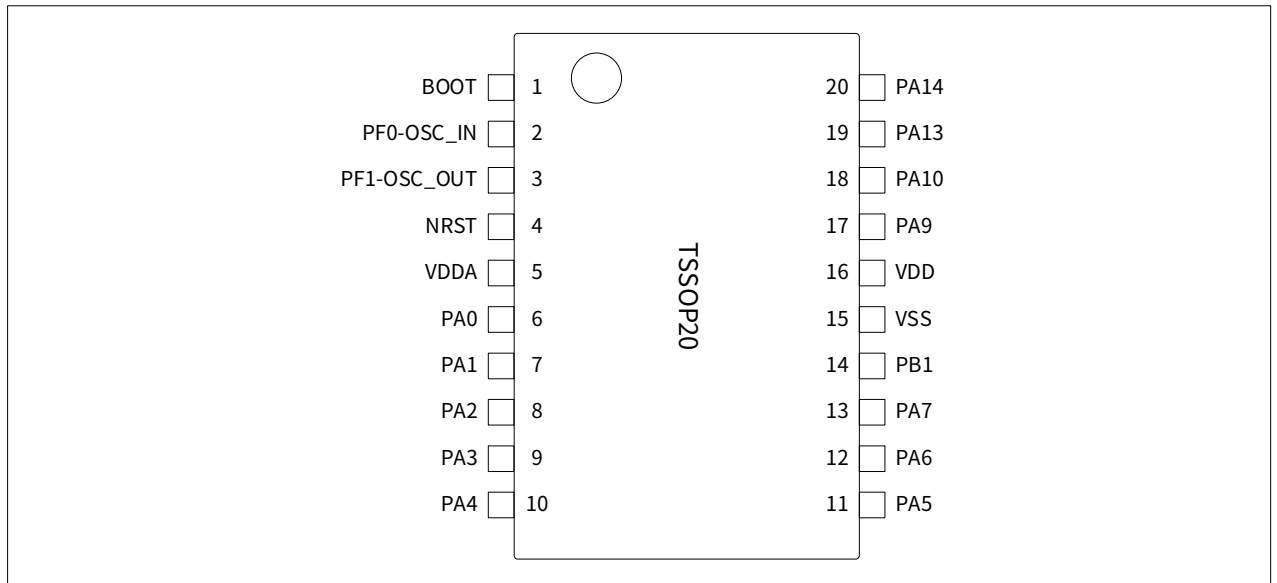 BOOT 1 20 PA14
PF0-OSC_IN 2 19 PA13
PF1-OSC_OUT 3 18 PA10
NRST 4 17 PA9
VDDA 5 16 VDD
PA0 6 15 VSS
PA1 7 14 PB1
PA2 8 13 PA7
PA3 9 12 PA6
PA4 10 11 PA5
TSSOP20